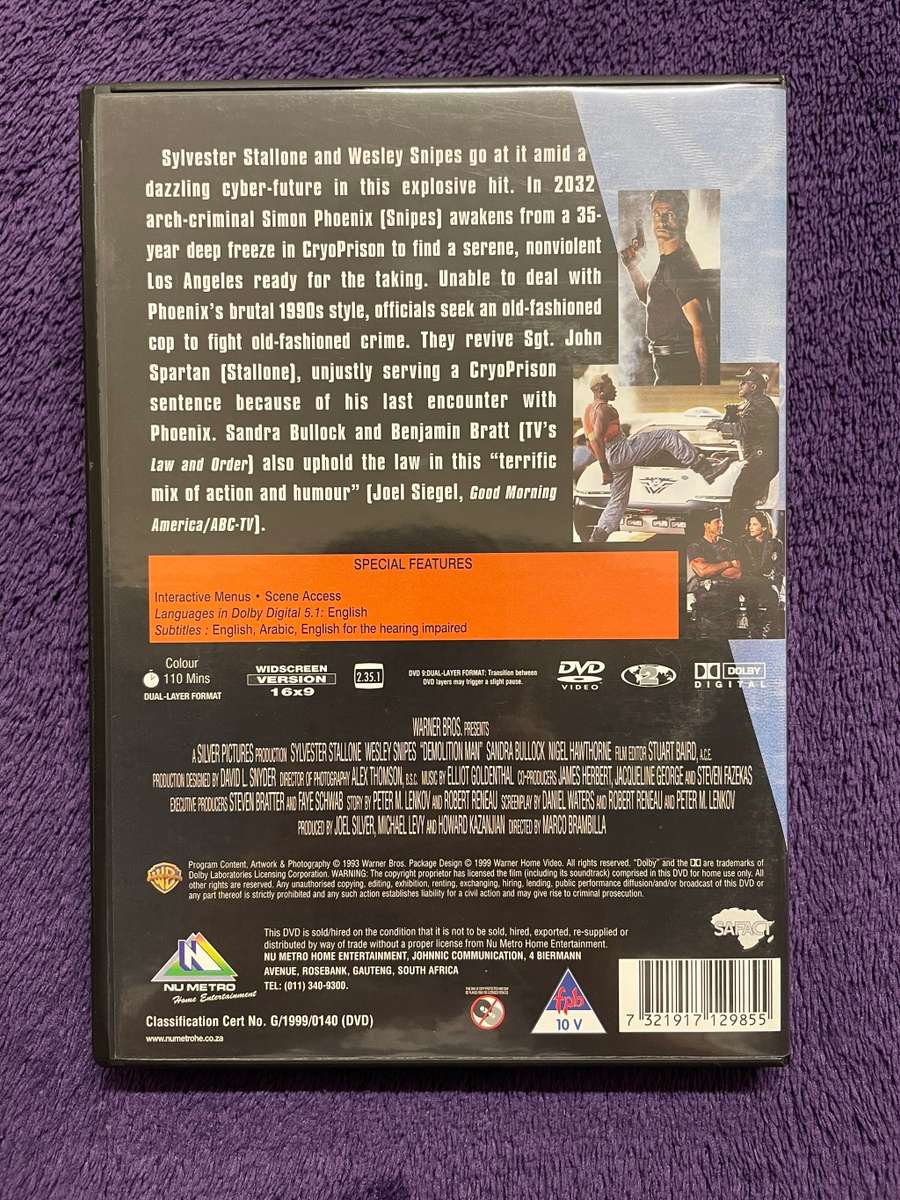 Sylvester Stallone and Wesley Snipes go at it amid a
dazzling cyber-future in this explosive hit. In 2032
arch-criminal Simon Phoenix (Snipes) awakens from a 35-
year deep freeze in CryoPrison to find a serene, nonviolent
Los Angeles ready for the taking. Unable to deal with
Phoenix's brutal 1990s style, officials seek an old-fashioned
cop to fight old-fashioned crime. They revive Sgt. John
Spartan (Stallone), unjustly serving a CryoPrison
sentence because of his last encounter with
Phoenix. Sandra Bullock and Benjamin Bratt (TV's
Law and Order) also uphold the law in this "terrific
mix of action and humour" (Joel Siegel, Good Morning
America/ABC-TV).
SPECIAL FEATURES
Interactive Menus • Scene Access
Languages in Dolby Digital 5.1: English
Subtitles : English, Arabic, English for the hearing impaired
Colour
110 Mins
DUAL-LAYER FORMAT
WIDSCREEN
VERSION
16x9
2.35.1
DVD 9:DUAL-LAYER FORMAT: Transition between
DVD layers may trigger a slight pause.
DVD
VIDEO
2
DOLBY
DIGITAL
WARNER BROS. PRESENTS
A SILVER PICTURES PRODUCTION SYLVESTER STALLONE WESLEY SNIPES "DEMOLITION MAN" SANDRA BULLOCK NIGEL HAWTHORNE FILM EDITOR STUART BAIRD, A.C.E.
PRODUCTION DESIGNED BY DAVID L. SNYDER DIRECTOR OF PHOTOGRAPHY ALEX THOMSON, B.S.C. MUSIC BY ELLIOT GOLDENTHAL CO-PRODUCERS JAMES HERBERT, JACQUELINE GEORGE AND STEVEN FAZEKAS
EXECUTIVE PRODUCERS STEVEN BRATTER AND FAYE SCHWAB STORY BY PETER M. LENKOV AND ROBERT RENEAU SCREENPLAY BY DANIEL WATERS AND ROBERT RENEAU AND PETER M. LENKOV
PRODUCED BY JOEL SILVER, MICHAEL LEVY AND HOWARD KAZANJIAN DIRECTED BY MARCO BRAMBILLA
Program Content, Artwork & Photography © 1993 Warner Bros. Package Design © 1999 Warner Home Video. All rights reserved. "Dolby" and the DD are trademarks of
Dolby Laboratories Licensing Corporation. WARNING: The copyright proprietor has licensed the film (including its soundtrack) comprised in this DVD for home use only. All
other rights are reserved. Any unauthorised copying, editing, exhibition, renting, exchanging, hiring, lending, public performance diffusion/and/or broadcast of this DVD or
any part thereof is strictly prohibited and any such action establishes liability for a civil action and may give rise to criminal prosecution.
SAFACT
This DVD is sold/hired on the condition that it is not to be sold, hired, exported, re-supplied or
distributed by way of trade without a proper license from Nu Metro Home Entertainment.
NU METRO HOME ENTERTAINMENT, JOHNNIC COMMUNICATION, 4 BIERMANN
AVENUE, ROSEBANK, GAUTENG, SOUTH AFRICA
TEL: (011) 340-9300.
N
NU METRO
Home Entertainment
Classification Cert No. G/1999/0140 (DVD)
www.numetrohe.co.za
fpb
10 V
7 321917 129855